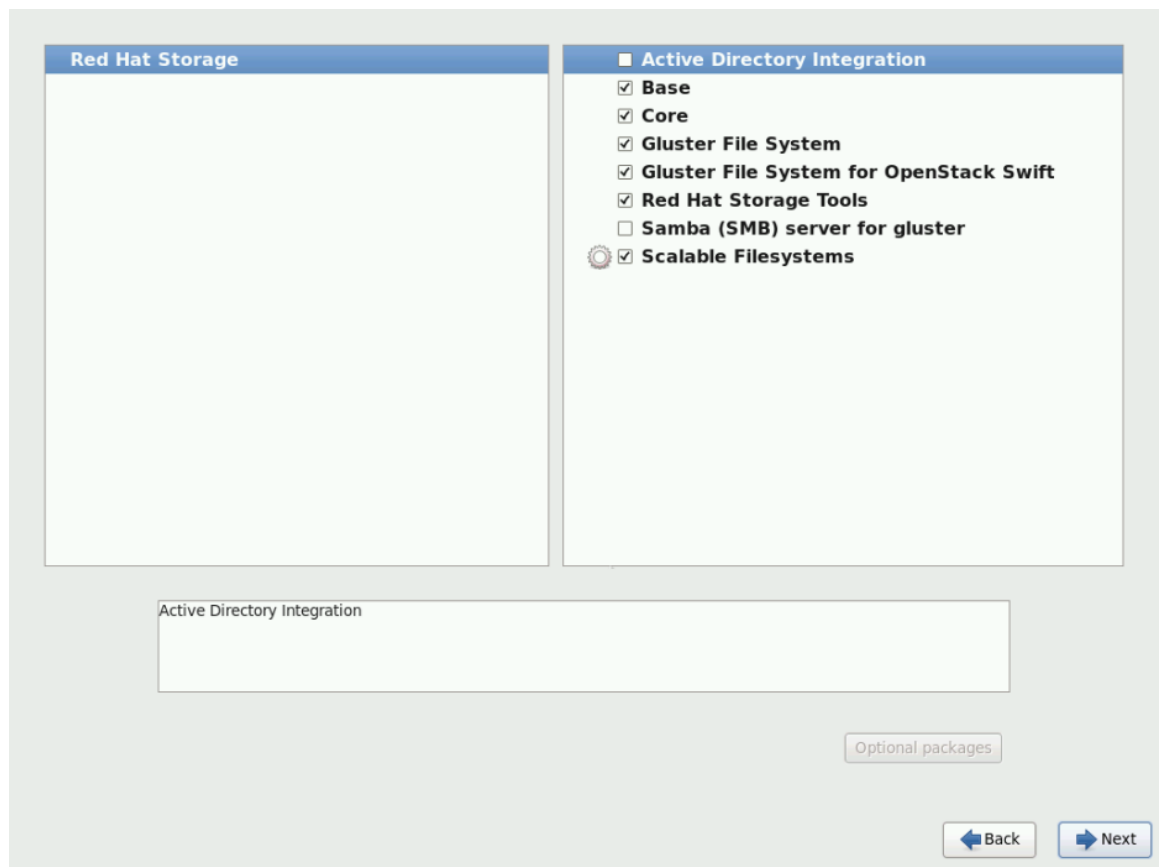 Red Hat Storage
Active Directory Integration
Base
Core
Gluster File System
Gluster File System for OpenStack Swift
Red Hat Storage Tools
Samba (SMB) server for gluster
Scalable Filesystems
Active Directory Integration
Optional packages
Back
Next